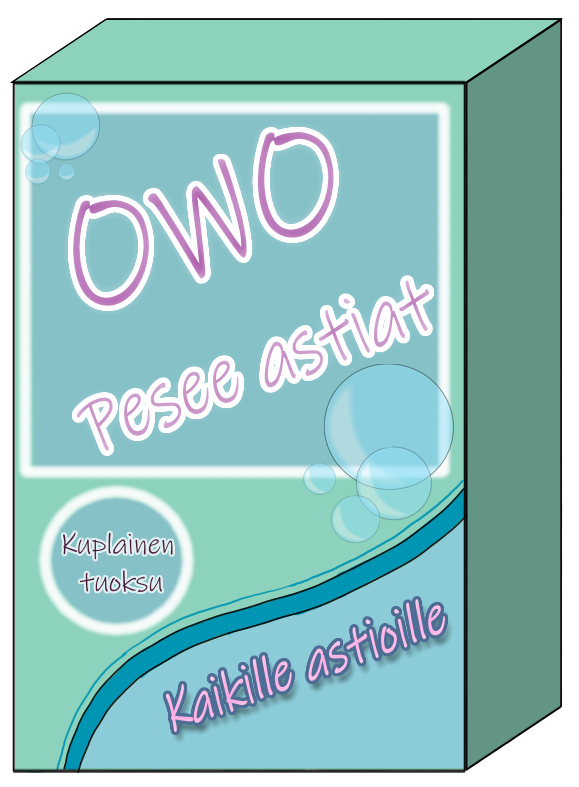 OWO
Pesee astiat
Kuplainen
tuoksu
Kaikille astioille